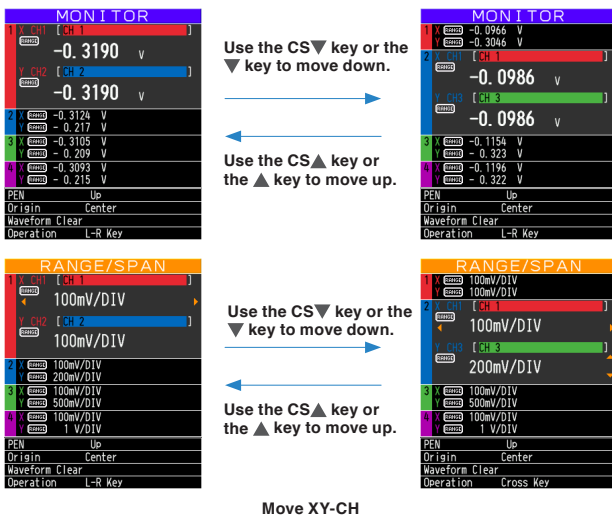 MONITOR
1 X CH1 [CH 1 ]
RANGE
-0. 3190 V
Y CH2 [CH 2 ]
RANGE
-0. 3190 V
2 X RANGE -0. 3124 V
Y RANGE - 0. 217 V
3 X RANGE -0. 3105 V
Y RANGE - 0. 209 V
4 X RANGE -0. 3093 V
Y RANGE - 0. 215 V
PEN Up
Origin Center
Waveform Clear
Operation L-R Key
Use the CS▼ key or the
▼ key to move down.
Use the CS▲ key or
the ▲ key to move up.
MONITOR
1 X RANGE -0. 0966 V
Y RANGE -0. 3046 V
2 X CH1 [CH 1 ]
RANGE
-0. 0986 V
Y CH3 [CH 3 ]
RANGE
-0. 0986 V
3 X RANGE -0. 1154 V
Y RANGE - 0. 323 V
4 X RANGE -0. 1196 V
Y RANGE - 0. 322 V
PEN Up
Origin Center
Waveform Clear
Operation L-R Key
RANGE/SPAN
1 X CH1 [CH 1 ]
RANGE
100mV/DIV
Y CH2 [CH 2 ]
RANGE
100mV/DIV
2 X RANGE 100mV/DIV
Y RANGE 200mV/DIV
3 X RANGE 100mV/DIV
Y RANGE 500mV/DIV
4 X RANGE 100mV/DIV
Y RANGE 1 V/DIV
PEN Up
Origin Center
Waveform Clear
Operation L-R Key
Use the CS▼ key or the
▼ key to move down.
Use the CS▲ key or
the ▲ key to move up.
RANGE/SPAN
1 X RANGE 100mV/DIV
Y RANGE 100mV/DIV
2 X CH1 [CH 1 ]
RANGE
100mV/DIV
Y CH3 [CH 3 ]
RANGE
200mV/DIV
3 X RANGE 100mV/DIV
Y RANGE 500mV/DIV
4 X RANGE 100mV/DIV
Y RANGE 1 V/DIV
PEN Up
Origin Center
Waveform Clear
Operation Cross Key
Move XY-CH